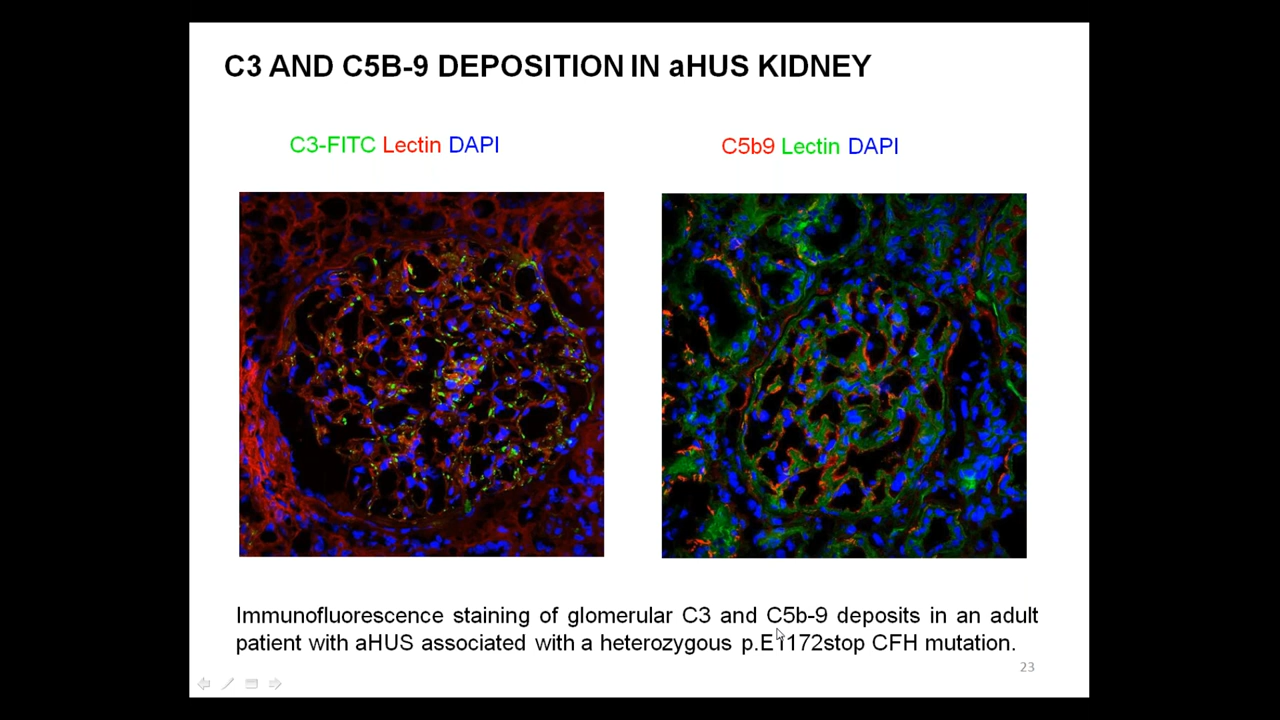 C3 AND C5B-9 DEPOSITION IN aHUS KIDNEY
C3-FITC Lectin DAPI
C5b9 Lectin DAPI
Immunofluorescence staining of glomerular C3 and C5b-9 deposits in an adult
patient with aHUS associated with a heterozygous p.E1172stop CFH mutation.
23